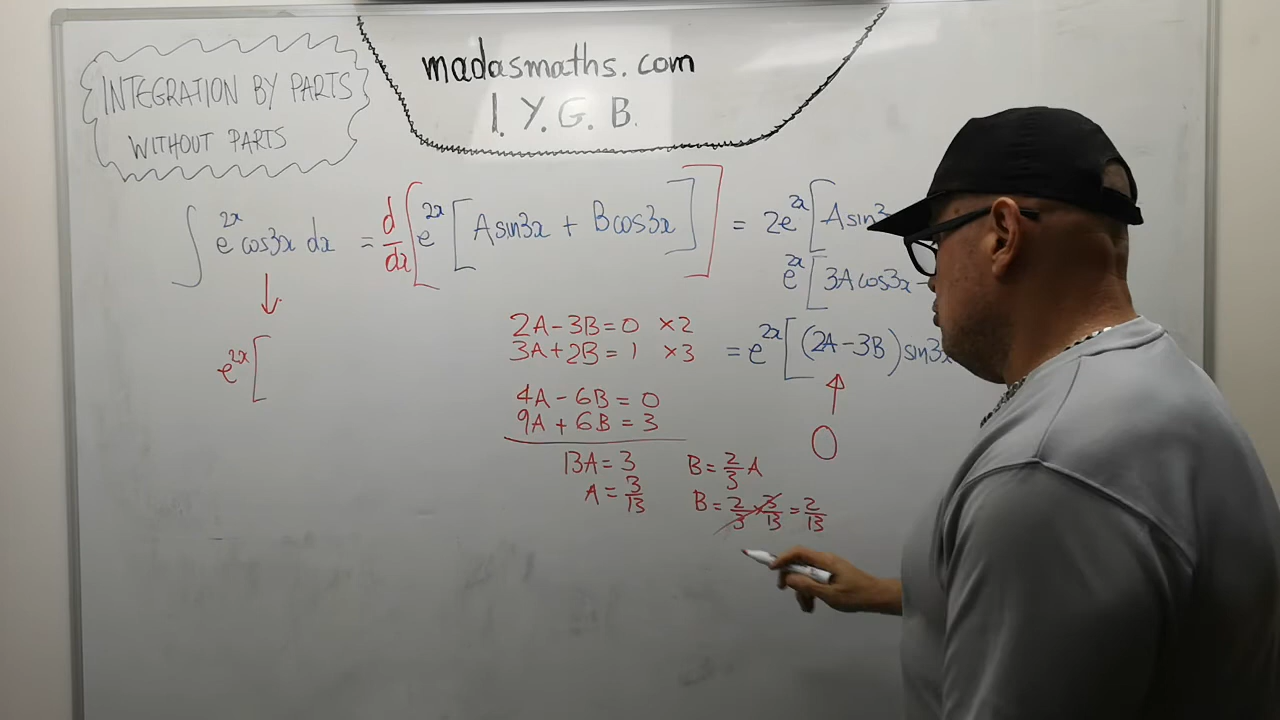 INTEGRATION BY PARTS
WITHOUT PARTS
madasmaths.com
I. Y. G. B.
∫ e^{2x} cos3x dx = d/dx [ e^{2x} [ A sin3x + B cos3x ] ] = 2e^{2x} [ A sin3
e^{2x} [ 3A cos3x -
= e^{2x} [ (2A - 3B) sin3x
↓
e^{2x} [
2A - 3B = 0 ×2
3A + 2B = 1 ×3
↑
0
4A - 6B = 0
9A + 6B = 3
13A = 3
A = 3/13
B = 2/3 A
B = 2/3 × 3/13 = 2/13